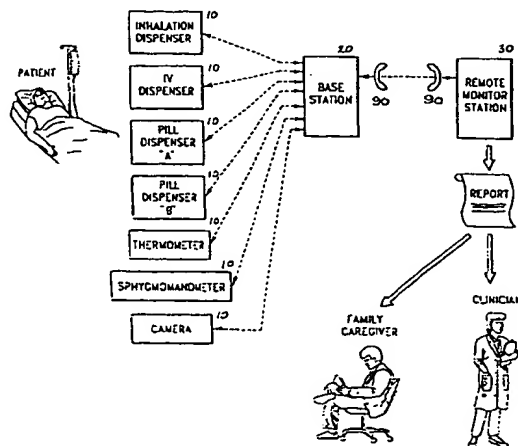 PATIENT
INHALATION
DISPENSER
10
IV
DISPENSER
10
PILL
DISPENSER
"A"
10
PILL
DISPENSER
"B"
10
THERMOMETER
10
SPHYGMOMANOMETER
10
CAMERA
10
BASE
STATION
20
90
90
REMOTE
MONITOR
STATION
30
REPORT
FAMILY
CAREGIVER
CLINICIAN